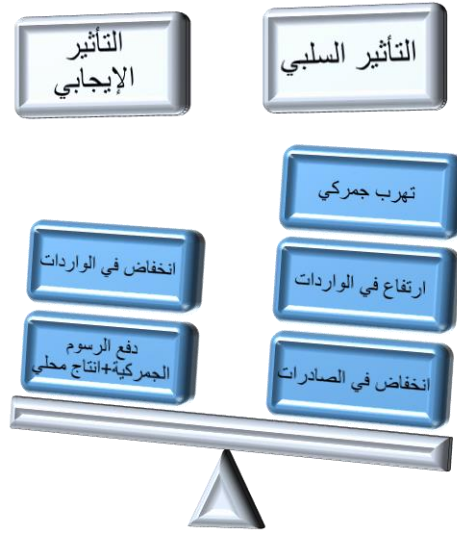 التأثير السلبي
التأثير
الإيجابي
تهرب جمركي
ارتفاع في الواردات
انخفاض في الصادرات
انخفاض في الواردات
دفع الرسوم
الجمركية+انتاج محلي